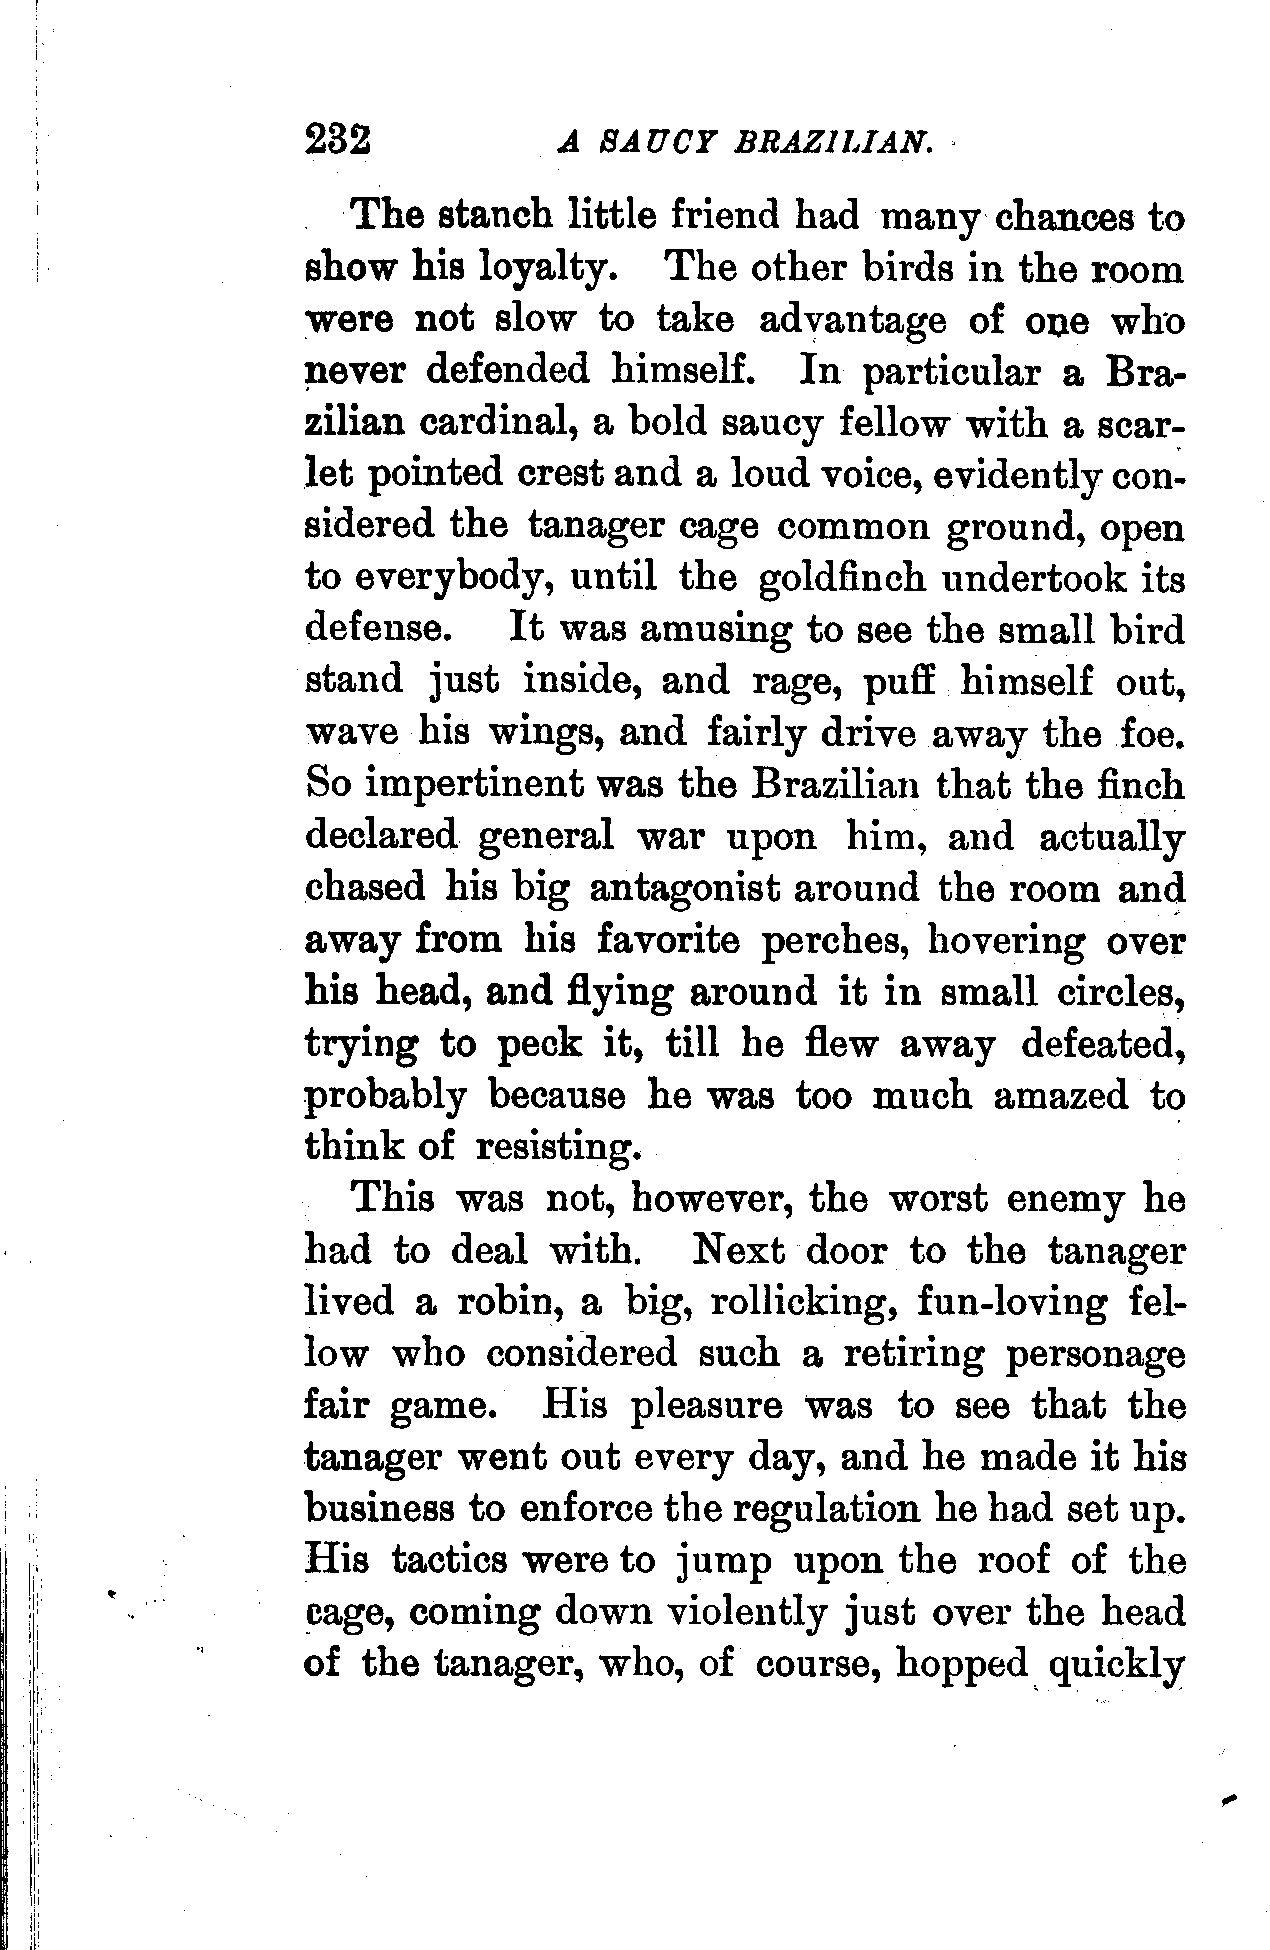 232 A SAUCY BRAZILIAN.
The stanch little friend had many chances to
show his loyalty. The other birds in the room
were not slow to take advantage of one who
never defended himself. In particular a Bra-
zilian cardinal, a bold saucy fellow with a scar-
let pointed crest and a loud voice, evidently con-
sidered the tanager cage common ground, open
to everybody, until the goldfinch undertook its
defense. It was amusing to see the small bird
stand just inside, and rage, puff himself out,
wave his wings, and fairly drive away the foe.
So impertinent was the Brazilian that the finch
declared general war upon him, and actually
chased his big antagonist around the room and
away from his favorite perches, hovering over
his head, and flying around it in small circles,
trying to peck it, till he flew away defeated,
probably because he was too much amazed to
think of resisting.
This was not, however, the worst enemy he
had to deal with. Next door to the tanager
lived a robin, a big, rollicking, fun-loving fel-
low who considered such a retiring personage
fair game. His pleasure was to see that the
tanager went out every day, and he made it his
business to enforce the regulation he had set up.
His tactics were to jump upon the roof of the
cage, coming down violently just over the head
of the tanager, who, of course, hopped quickly